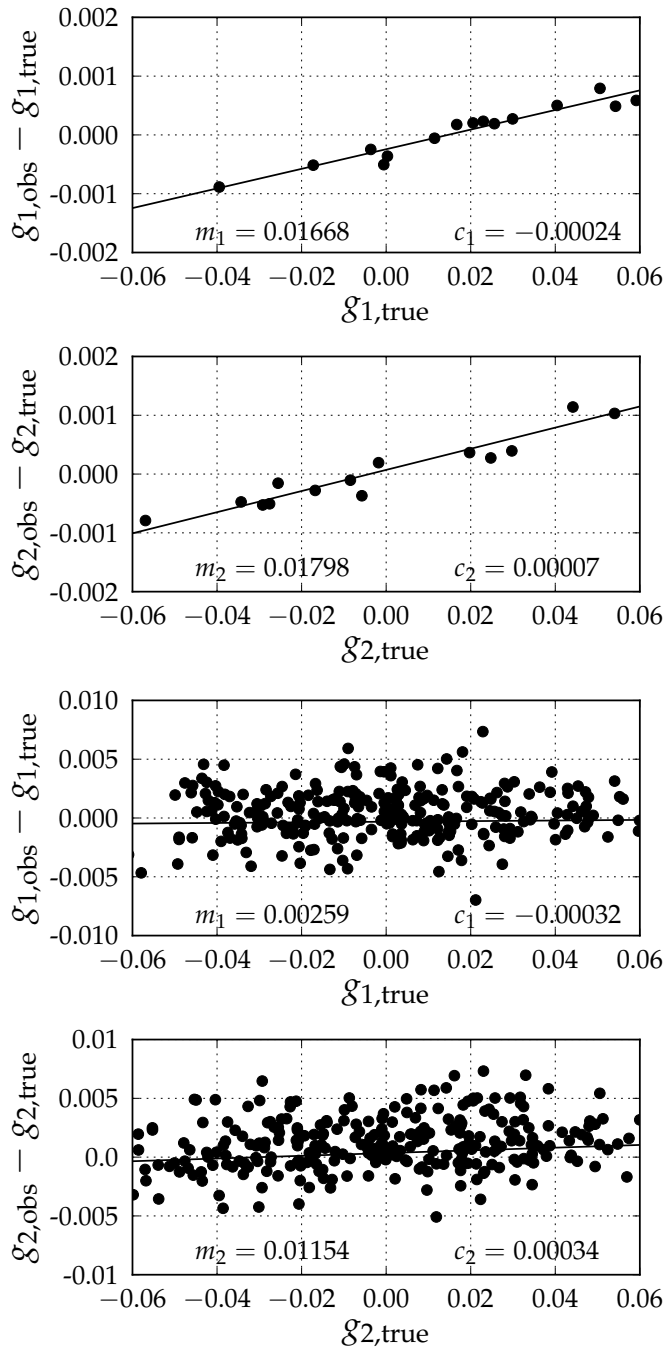 0.002
0.001
0.000
-0.001
-0.002
g1,obs − g1,true
m1 = 0.01668 c1 = −0.00024
−0.06 −0.04 −0.02 0.00 0.02 0.04 0.06
g1,true
0.002
0.001
0.000
-0.001
-0.002
g2,obs − g2,true
m2 = 0.01798 c2 = 0.00007
−0.06 −0.04 −0.02 0.00 0.02 0.04 0.06
g2,true
0.010
0.005
0.000
-0.005
-0.010
g1,obs − g1,true
m1 = 0.00259 c1 = −0.00032
−0.06 −0.04 −0.02 0.00 0.02 0.04 0.06
g1,true
0.01
0.005
0.0
-0.005
-0.01
g2,obs − g2,true
m2 = 0.01154 c2 = 0.00034
−0.06 −0.04 −0.02 0.00 0.02 0.04 0.06
g2,true